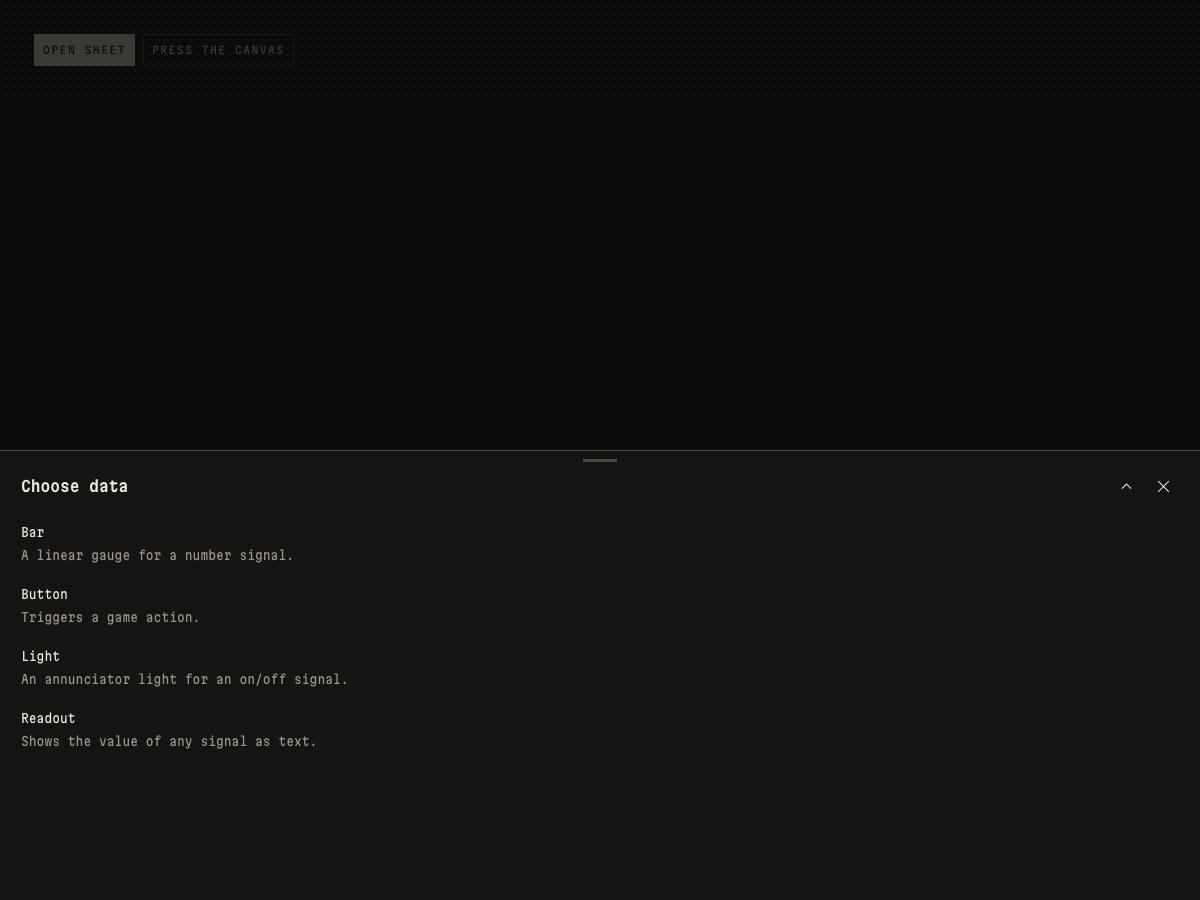 OPEN SHEET
PRESS THE CANVAS
Choose data
Bar
A linear gauge for a number signal.
Button
Triggers a game action.
Light
An annunciator light for an on/off signal.
Readout
Shows the value of any signal as text.